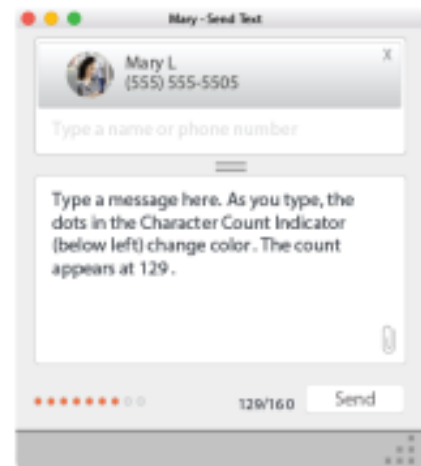 Mary - Send Text
X
Mary L
(555) 555-5505
Type a name or phone number
Type a message here. As you type, the
dots in the Character Count Indicator
(below left) change color. The count
appears at 129.
129/160
Send